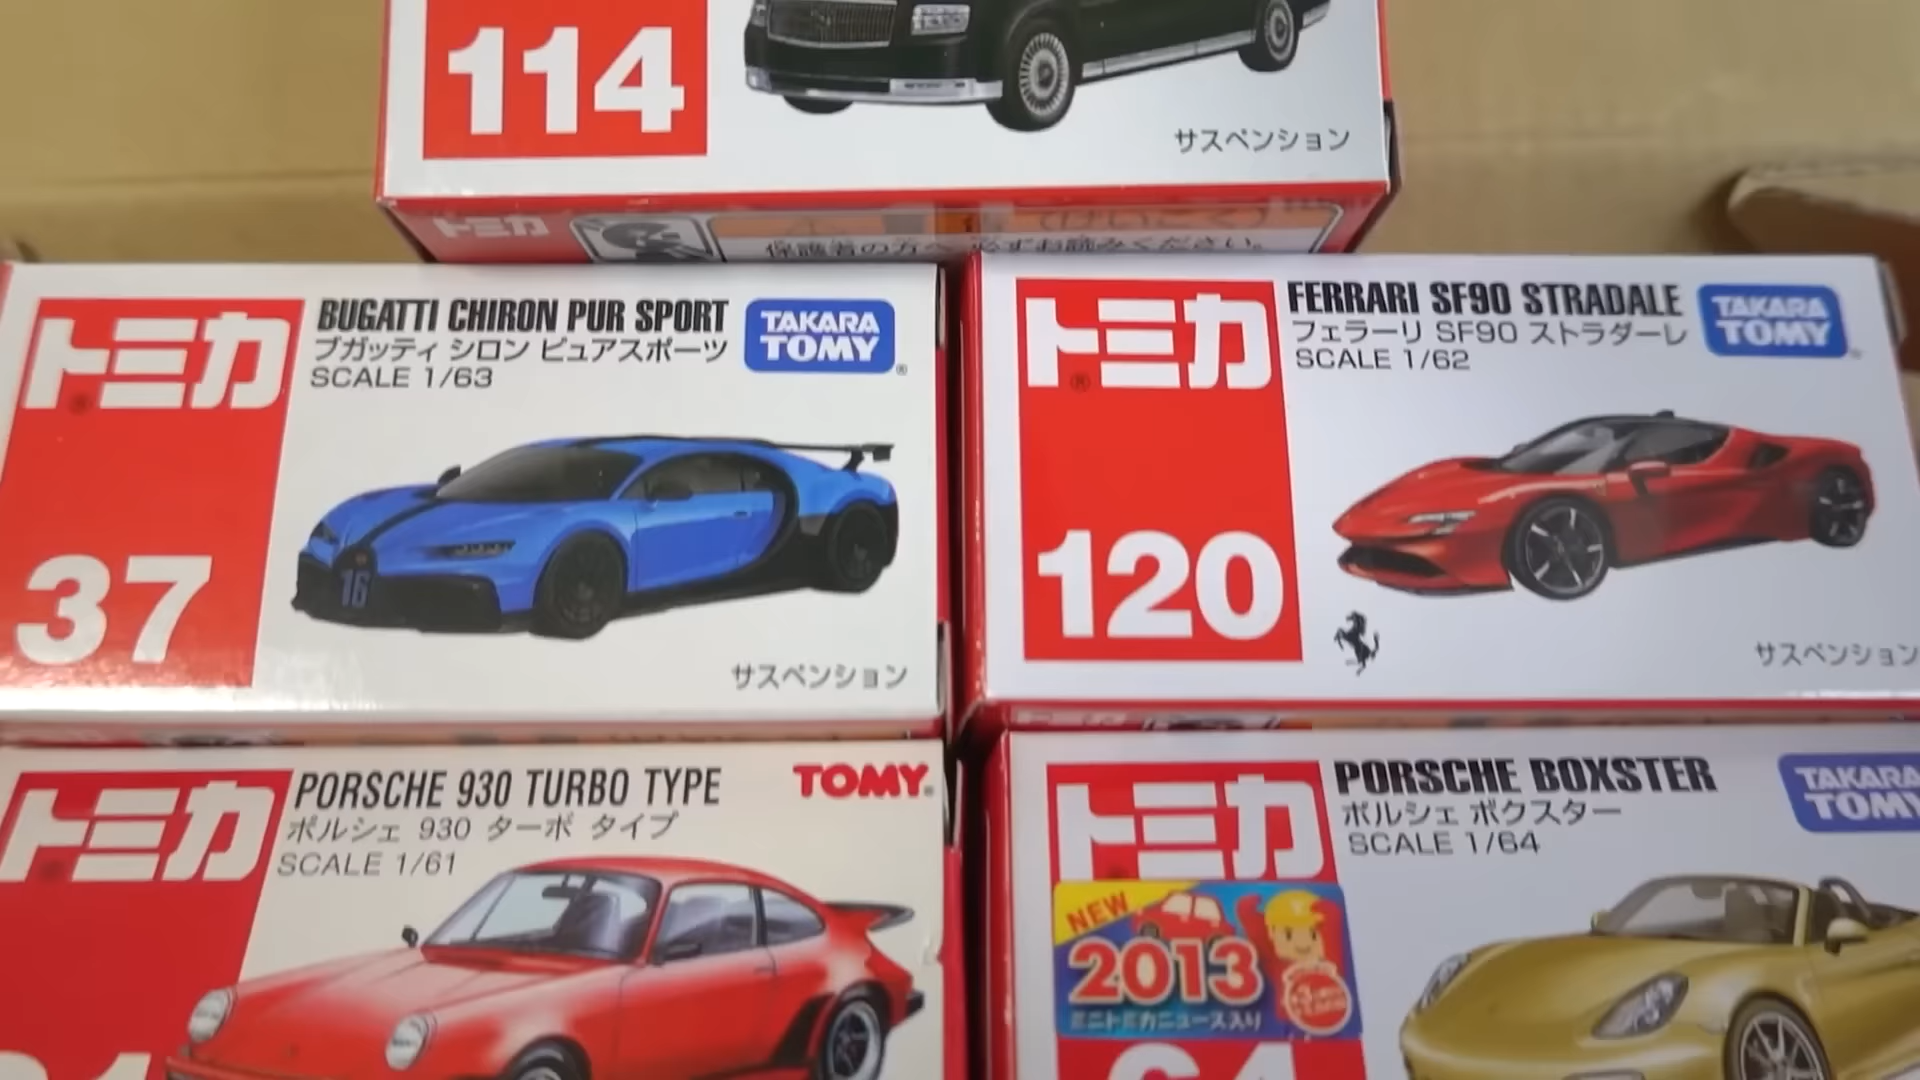 114
サスペンション
トミカ
保護者の方へ 必ずお読みください。
トミカ
BUGATTI CHIRON PUR SPORT
ブガッティ シロン ピュアスポーツ
SCALE 1/63
TAKARA
TOMY
16
37
サスペンション
トミカ
FERRARI SF90 STRADALE
フェラーリ SF90 ストラダーレ
SCALE 1/62
TAKARA
TOMY
120
サスペンション
トミカ
PORSCHE 930 TURBO TYPE
ポルシェ 930 ターボ タイプ
SCALE 1/61
TOMY
トミカ
PORSCHE BOXSTER
ポルシェ ボクスター
SCALE 1/64
TAKARA
TOMY
NEW
2013
ミニトミカニュース入り